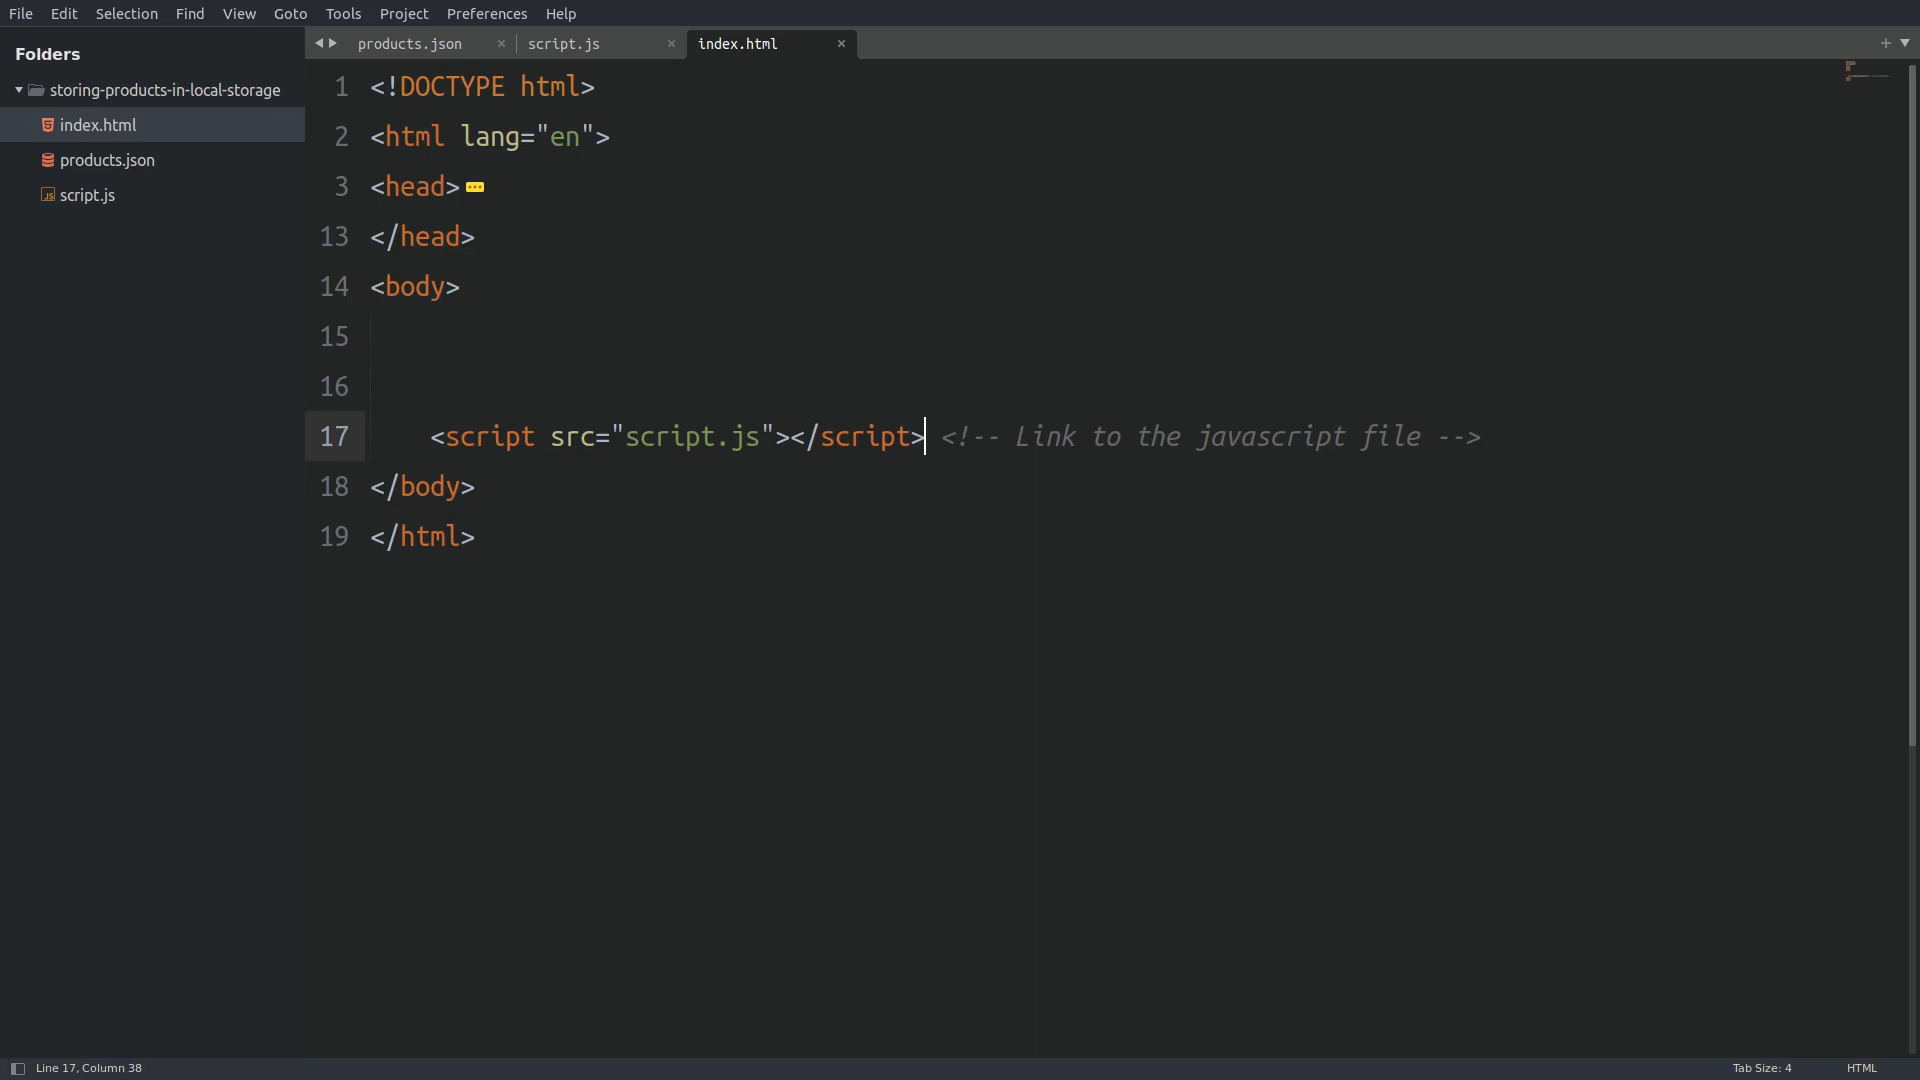 File Edit Selection Find View Goto Tools Project Preferences Help
Folders
storing-products-in-local-storage
index.html
products.json
script.js
products.json × script.js × index.html ×
1 <!DOCTYPE html>
2 <html lang="en">
3 <head>
13 </head>
14 <body>
15
16
17 <script src="script.js"></script> <!-- Link to the javascript file -->
18 </body>
19 </html>
Line 17, Column 38
Tab Size: 4 HTML